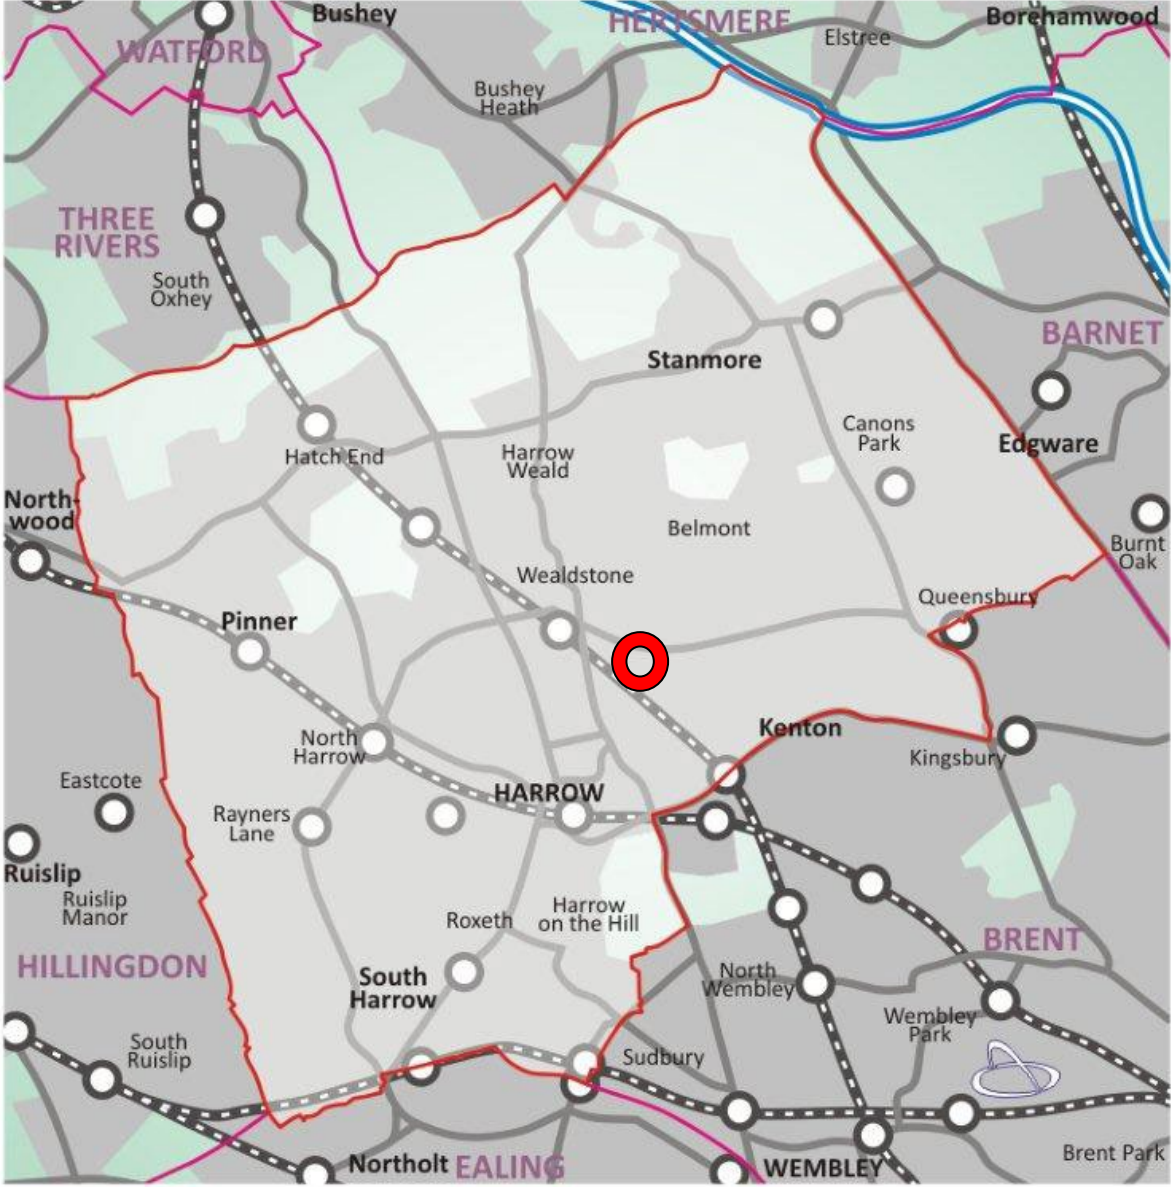 Bushey
HERTSMERE
Borehamwood
WATFORD
Elstree
Bushey
Heath
THREE
RIVERS
South
Oxhey
BARNET
Stanmore
Canons
Park
Edgware
Hatch End
Harrow
Weald
North-
wood
Belmont
Burnt
Oak
Wealdstone
Queensbury
Pinner
Kenton
North
Harrow
Kingsbury
Eastcote
HARROW
Rayners
Lane
Ruislip
Ruislip
Manor
Roxeth
Harrow
on the Hill
HILLINGDON
BRENT
South
Harrow
North
Wembley
Wembley
Park
South
Ruislip
Sudbury
Northolt
EALING
WEMBLEY
Brent Park